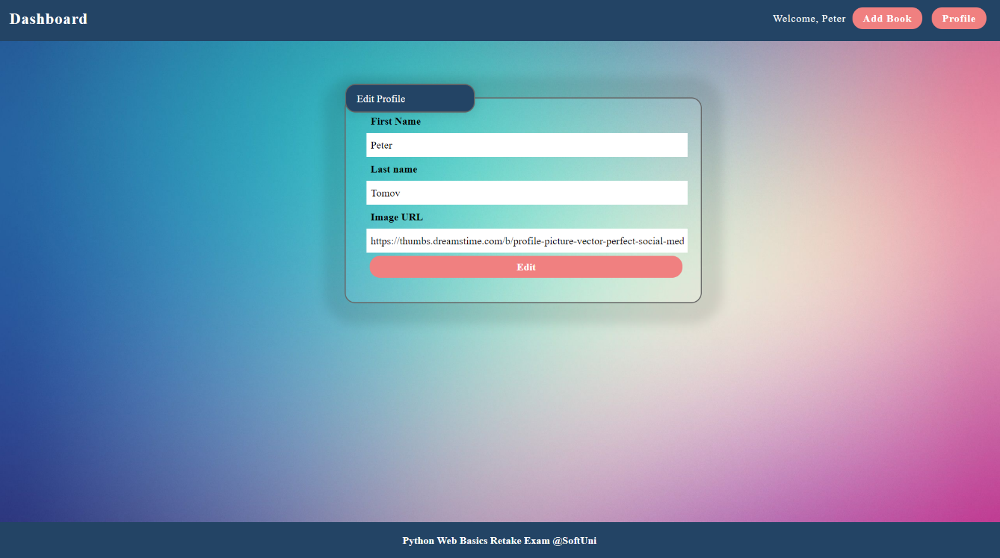 Dashboard
Welcome, Peter
Add Book
Profile
Edit Profile
First Name
Peter
Last name
Tomov
Image URL
https://thumbs.dreamstime.com/b/profile-picture-vector-perfect-social-med
Edit
Python Web Basics Retake Exam @SoftUni